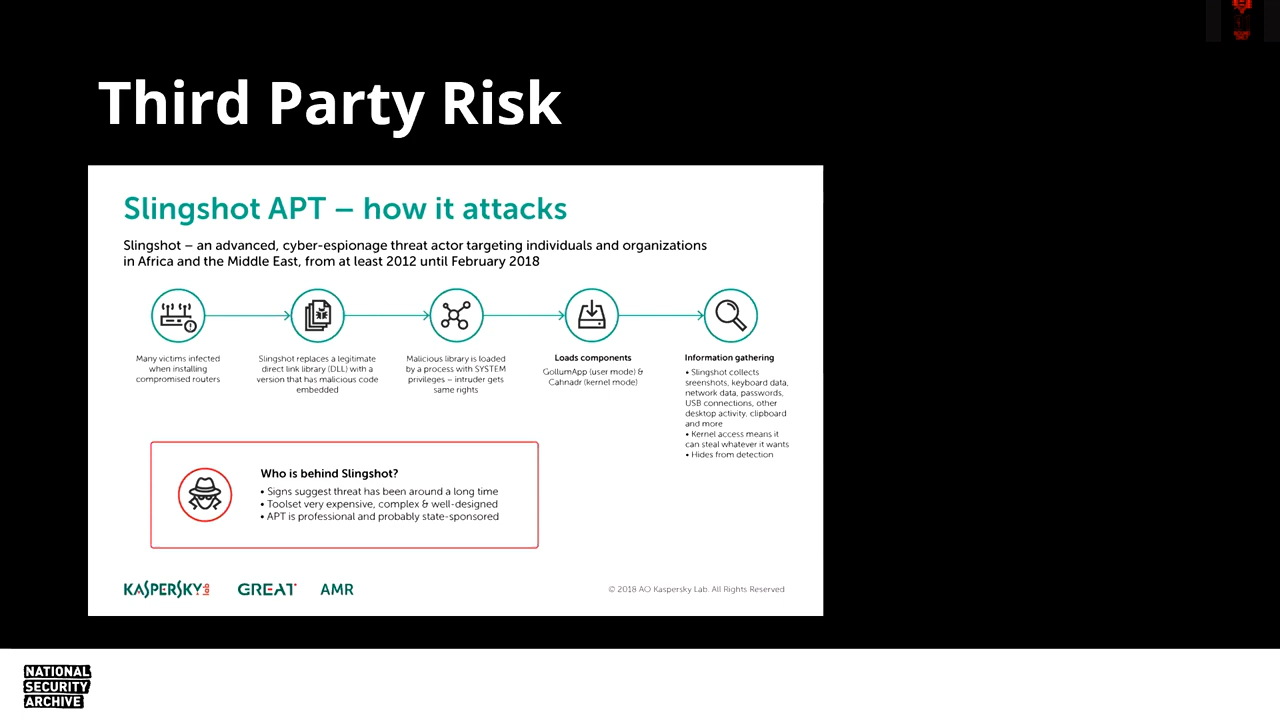 Third Party Risk
Slingshot APT – how it attacks
Slingshot – an advanced, cyber-espionage threat actor targeting individuals and organizations
in Africa and the Middle East, from at least 2012 until February 2018
Many victims infected
when installing
compromised routers
Slingshot replaces a legitimate
direct link library (DLL) with a
version that has malicious code
embedded
Malicious library is loaded
by a process with SYSTEM
privileges – intruder gets
same rights
Loads components
GollumApp (user mode) &
Cahnadr (kernel mode)
Information gathering
• Slingshot collects
sreenshots, keyboard data,
network data, passwords,
USB connections, other
desktop activity, clipboard
and more
• Kernel access means it
can steal whatever it wants
• Hides from detection
Who is behind Slingshot?
• Signs suggest threat has been around a long time
• Toolset very expensive, complex & well-designed
• APT is professional and probably state-sponsored
KASPERSKY lab
GREAT
AMR
© 2018 AO Kaspersky Lab. All Rights Reserved
NATIONAL
SECURITY
ARCHIVE